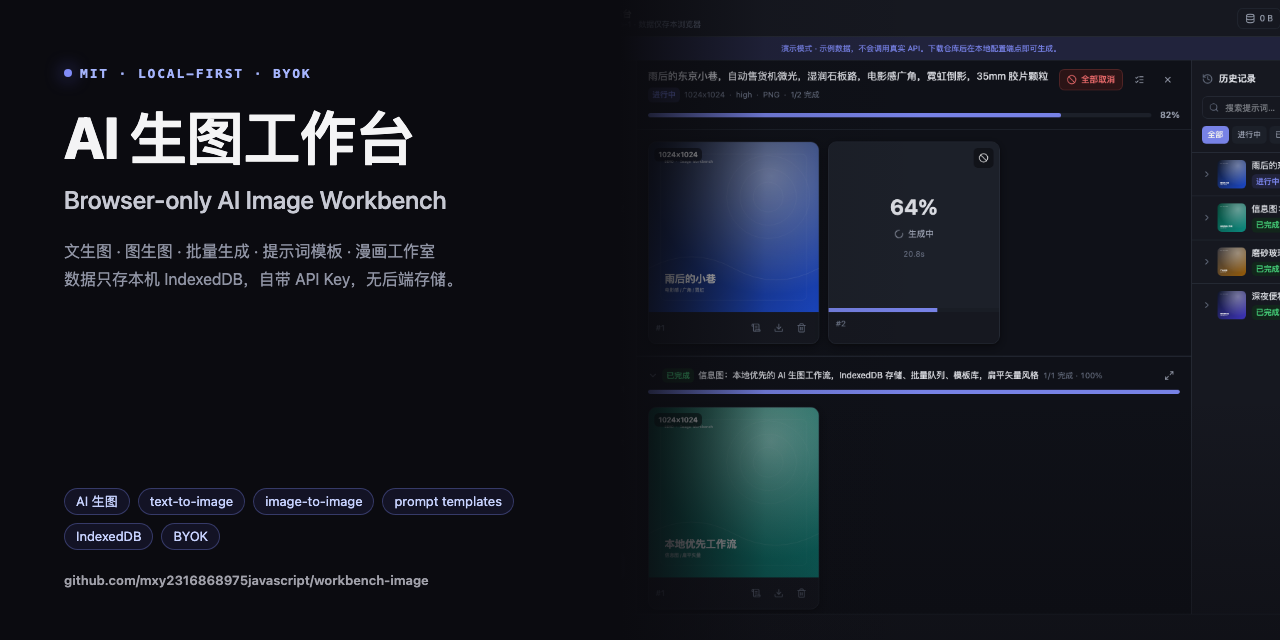 MIT · LOCAL-FIRST · BYOK
AI 生图工作台
Browser-only AI Image Workbench
文生图 · 图生图 · 批量生成 · 提示词模板 · 漫画工作室
数据只存本机 IndexedDB，自带 API Key，无后端存储。
AI 生图
text-to-image
image-to-image
prompt templates
IndexedDB
BYOK
github.com/mxy2316868975javascript/workbench-image
0 B
演示模式 · 示例数据，不会调用真实 API。下载仓库后在本地配置端点即可生成。
雨后的东京小巷，自动售货机微光，湿润石板路，电影感广角，霓虹倒影，35mm 胶片颗粒
全部取消
进行中 1024x1024 · high · PNG · 1/2 完成
82%
1024x1024
雨后的小巷
#1
64%
生成中
20.8s
#2
已完成 信息图：本地优先的 AI 生图工作流，IndexedDB 存储、批量队列、模板库，扁平矢量风格 1/1 完成 · 100%
1024x1024
本地优先工作流
#1
历史记录
搜索提示词...
全部
进行中
雨后的
进行中
信息图：
已完成
磨砂玻
已完成
深夜便
已完成